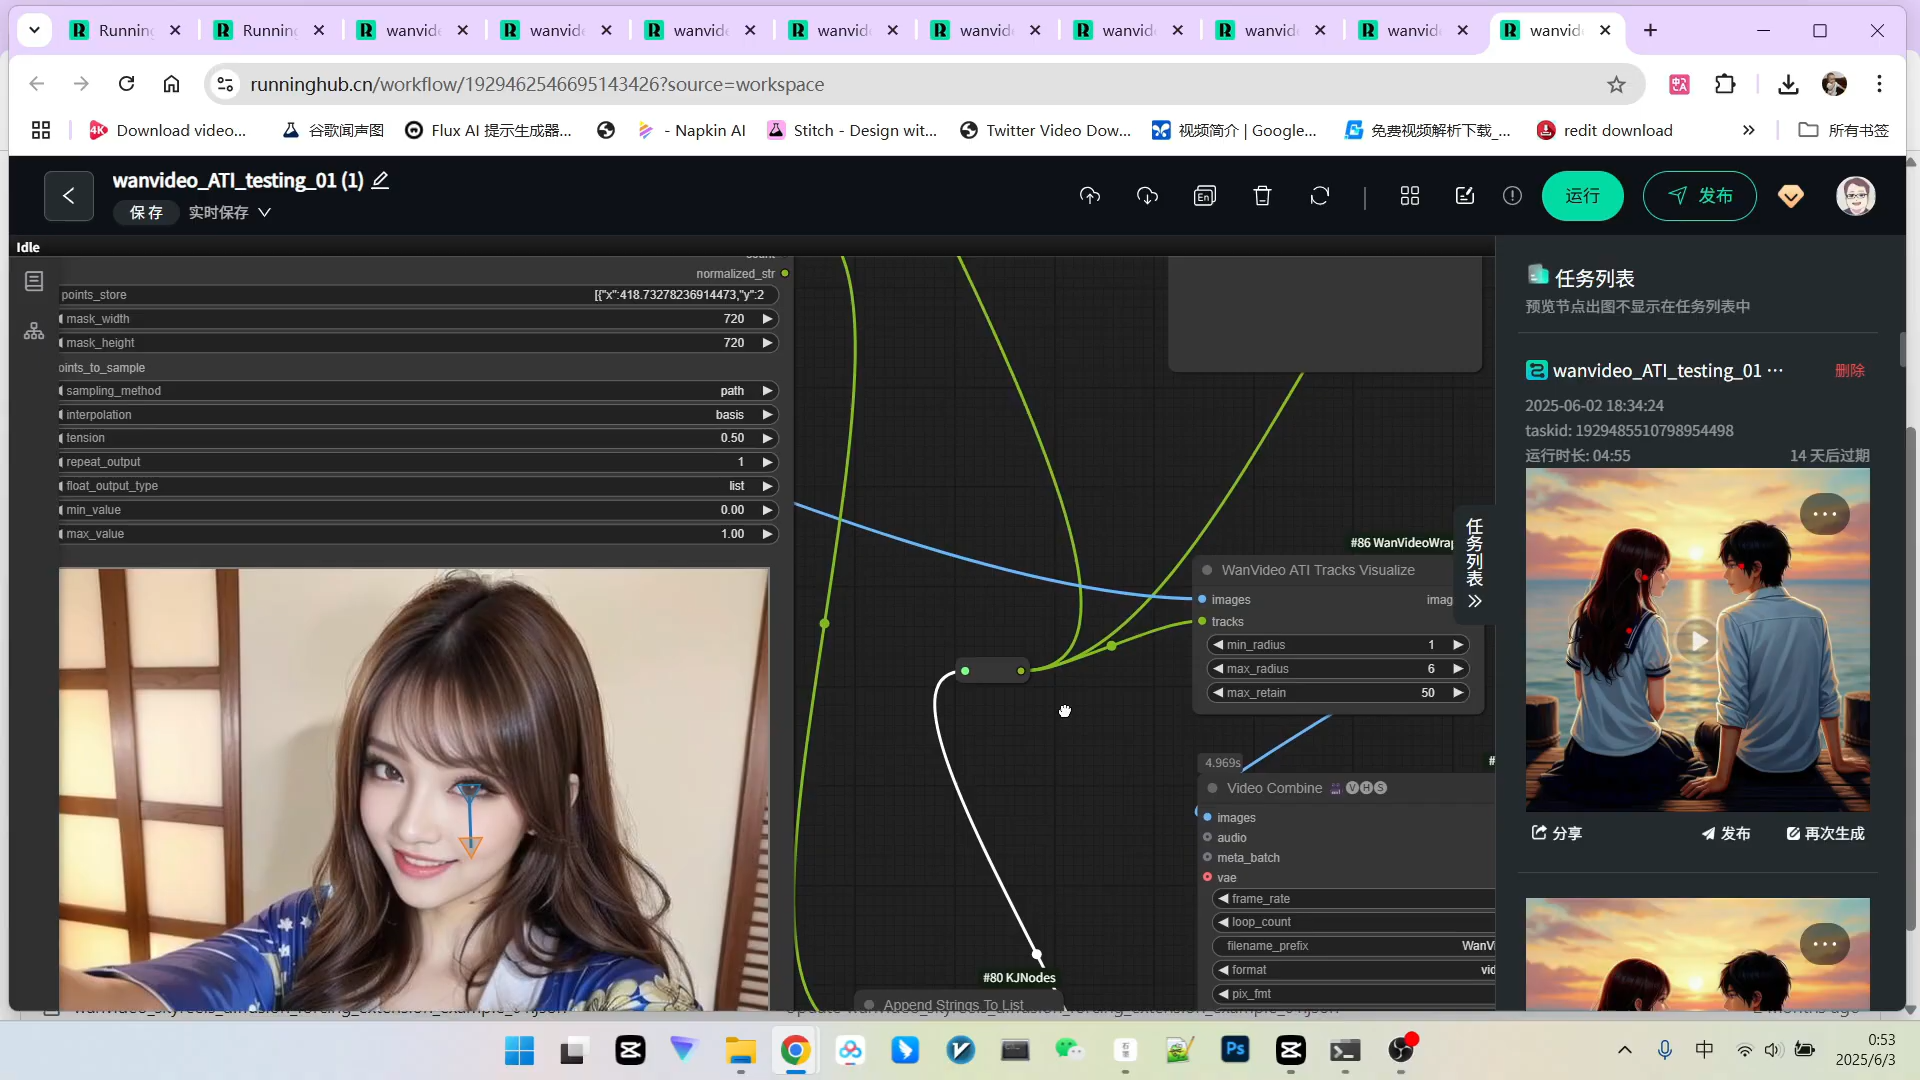 Running
Running
wanvid
wanvid
wanvid
wanvid
wanvid
wanvid
wanvid
wanvid
wanvid
runninghub.cn/workflow/1929462546695143426?source=workspace
Download video...
谷歌闻声图
Flux AI 提示生成器...
- Napkin AI
Stitch - Design wit...
Twitter Video Dow...
视频简介 | Google...
免费视频解析下载_...
redit download
所有书签
wanvideo_ATI_testing_01 (1)
保存
实时保存
运行
发布
Idle
normalized_str
points_store [{"x":418.73278236914473,"y":2
mask_width 720
mask_height 720
oints_to_sample
sampling_method path
interpolation basis
tension 0.50
repeat_output 1
float_output_type list
min_value 0.00
max_value 1.00
#86 WanVideoWrap
WanVideo ATI Tracks Visualize
images imag
tracks
min_radius 1
max_radius 6
max_retain 50
4.969s
#
Video Combine VHS
images
audio
meta_batch
vae
frame_rate
loop_count
filename_prefix WanVi
format vid
pix_fmt
#80 KJNodes
Append Strings To List
任务列表
任务列表
预览节点出图不显示在任务列表中
wanvideo_ATI_testing_01 ...
删除
2025-06-02 18:34:24
taskid: 1929485510798954498
运行时长: 04:55
14 天后过期
分享
发布
再次生成
中
0:53
2025/6/3